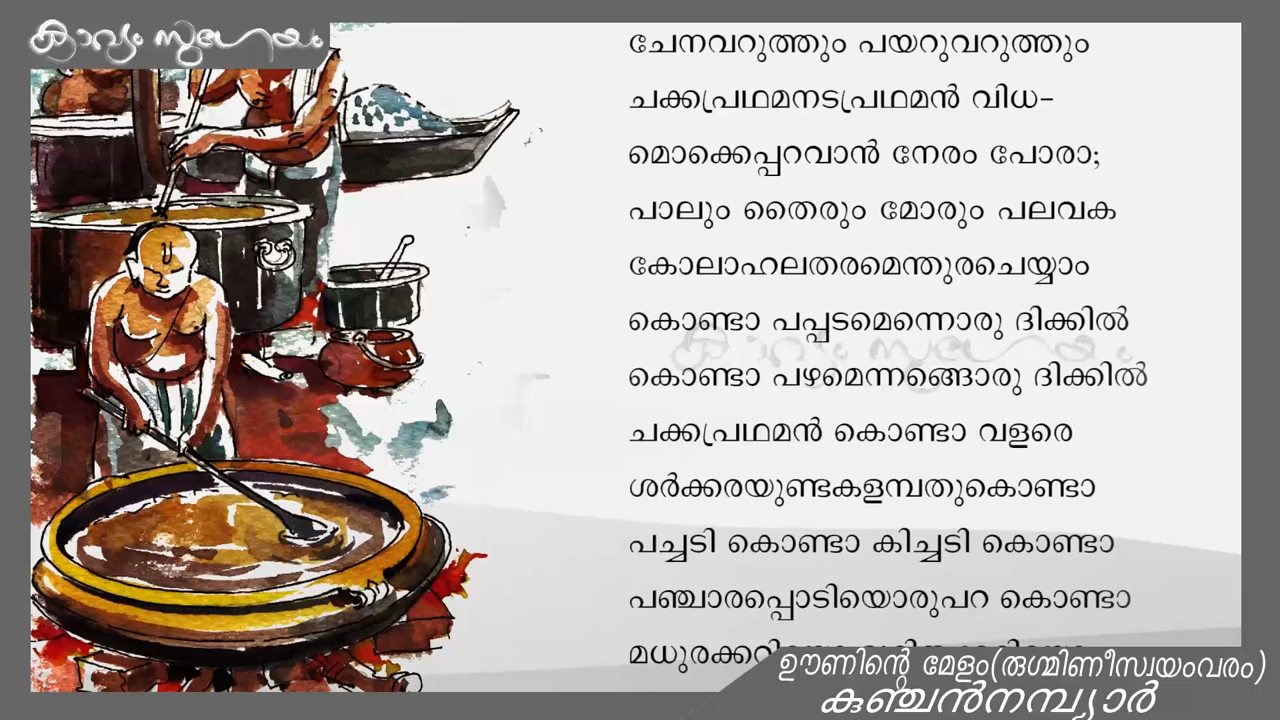 കാവ്യം സുഗേയം
ചേനവറുത്തും പയറുവറുത്തും
ചക്കപ്രഥമനടപ്രഥമൻ വിധ–
മൊക്കെപ്പറവാൻ നേരം പോരാ;
പാലും തൈരും മോരും പലവക
കോലാഹലതരമെന്തുരചെയ്യാം
കൊണ്ടാ പപ്പടമെന്നൊരു ദിക്കിൽ
കൊണ്ടാ പഴമെന്നങ്ങൊരു ദിക്കിൽ
ചക്കപ്രഥമൻ കൊണ്ടാ വളരെ
ശർക്കരയുണ്ടകളമ്പതുകൊണ്ടാ
പച്ചടി കൊണ്ടാ കിച്ചടി കൊണ്ടാ
പഞ്ചാരപ്പൊടിയൊരുപറ കൊണ്ടാ
ഊണിന്റെ മേളം(രുഗ്മിണീസ്വയംവരം)
കുഞ്ചൻനമ്പ്യാർ